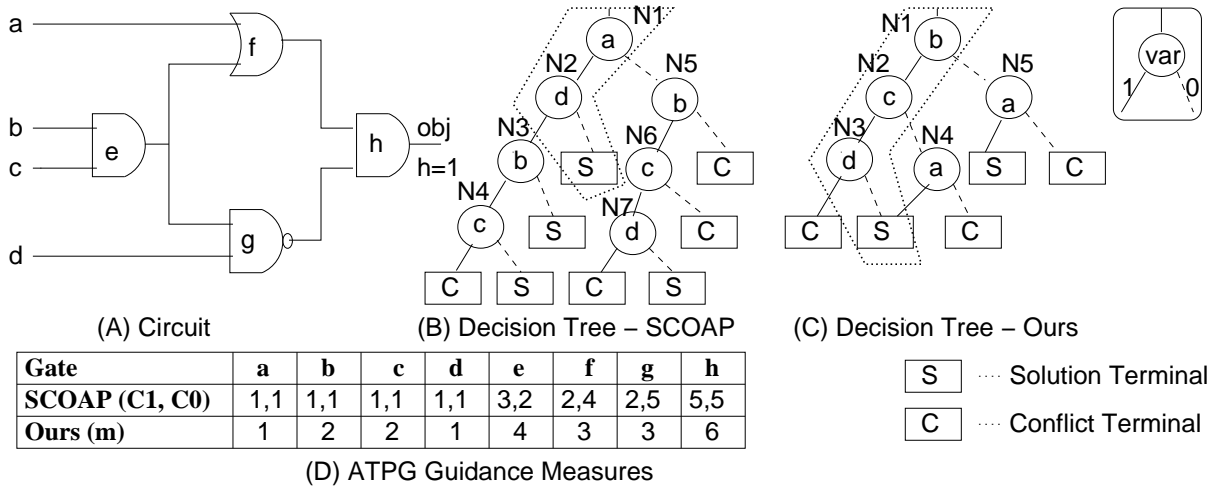 a
f
b
c
e
h
obj
h=1
g
d
(A) Circuit
N1
a
N2
d
N5
b
N3
b
S
N6
c
C
N4
c
S
N7
d
C
C
S
C
S
(B) Decision Tree – SCOAP
N1
b
N2
c
N5
a
N3
d
N4
a
S
C
C
S
C
(C) Decision Tree – Ours
var
1 0
Gate a b c d e f g h
SCOAP (C1, C0) 1,1 1,1 1,1 1,1 3,2 2,4 2,5 5,5
Ours (m) 1 2 2 1 4 3 3 6
(D) ATPG Guidance Measures
S Solution Terminal
C Conflict Terminal